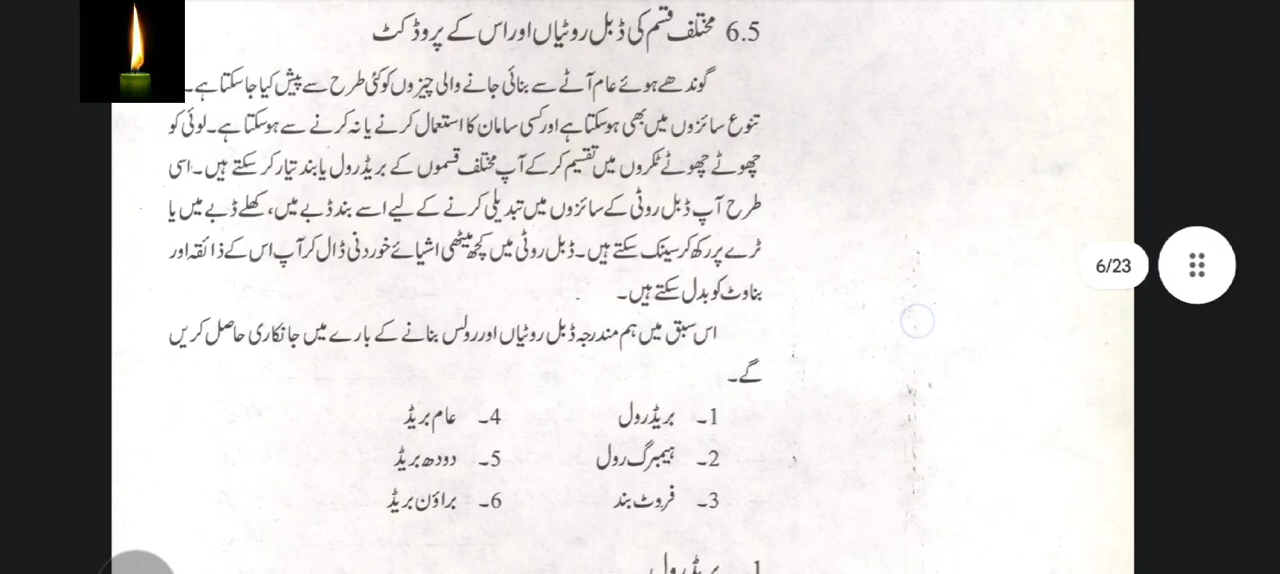 6.5 مختلف قسم کی ڈبل روٹیاں اور اس کے پروڈکٹ
گوندھے ہوئے عام آٹے سے بنائی جانے والی چیزوں کو کئی طرح سے پیش کیا جا سکتا ہے۔
تنوع سائزوں میں بھی ہوسکتا ہے اور کسی سامان کا استعمال کرنے یا نہ کرنے سے ہوسکتا ہے۔ لوئی کو
چھوٹے چھوٹے ٹکروں میں تقسیم کرکے آپ مختلف قسموں کے بریڈ رول یا بند تیار کر سکتے ہیں۔ اسی
طرح آپ ڈبل روٹی کے سائزوں میں تبدیلی کرنے کے لیے اسے بند ڈبے میں، کھلے ڈبے میں یا
ٹرے پر رکھ کر سینک سکتے ہیں۔ ڈبل روٹی میں کچھ میٹھی اشیائے خوردنی ڈال کر آپ اس کے ذائقہ اور
بناوٹ کو بدل سکتے ہیں۔
اس سبق میں ہم مندرجہ ڈبل روٹیاں اور رولس بنانے کے بارے میں جانکاری حاصل کریں
گے۔
1۔ بریڈ رول 4۔ عام بریڈ
2۔ ہیمبرگ رول 5۔ دودھ بریڈ
3۔ فروٹ بند 6۔ براؤن بریڈ
1۔ بریڈ رول
6/23